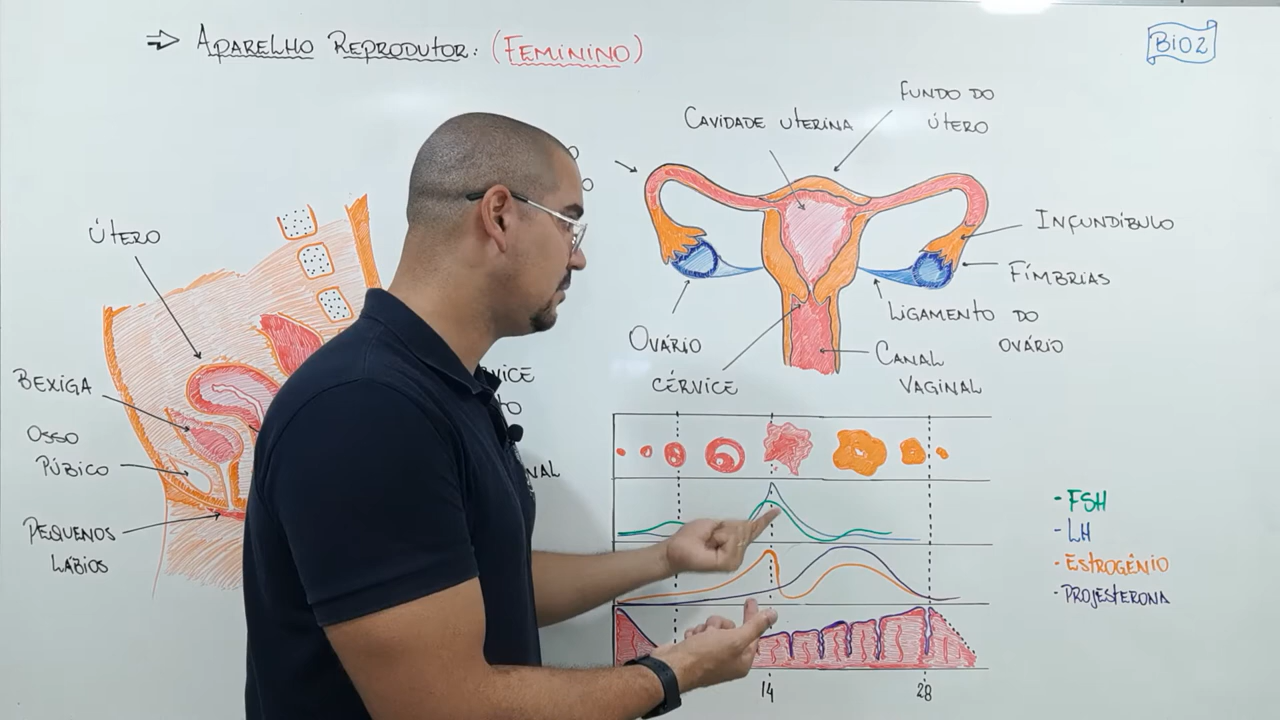 ⇒ APARELHO REPRODUTOR: (FEMININO)
BIO2
FUNDO DO
ÚTERO
CAVIDADE UTERINA
INFUNDÍBULO
FÍMBRIAS
LIGAMENTO DO
OVÁRIO
OVÁRIO
CÉRVICE
CANAL
VAGINAL
ÚTERO
BEXIGA
OSSO
PÚBICO
PEQUENOS
LÁBIOS
- FSH
- LH
- ESTROGÊNIO
- PROJESTERONA
14
28